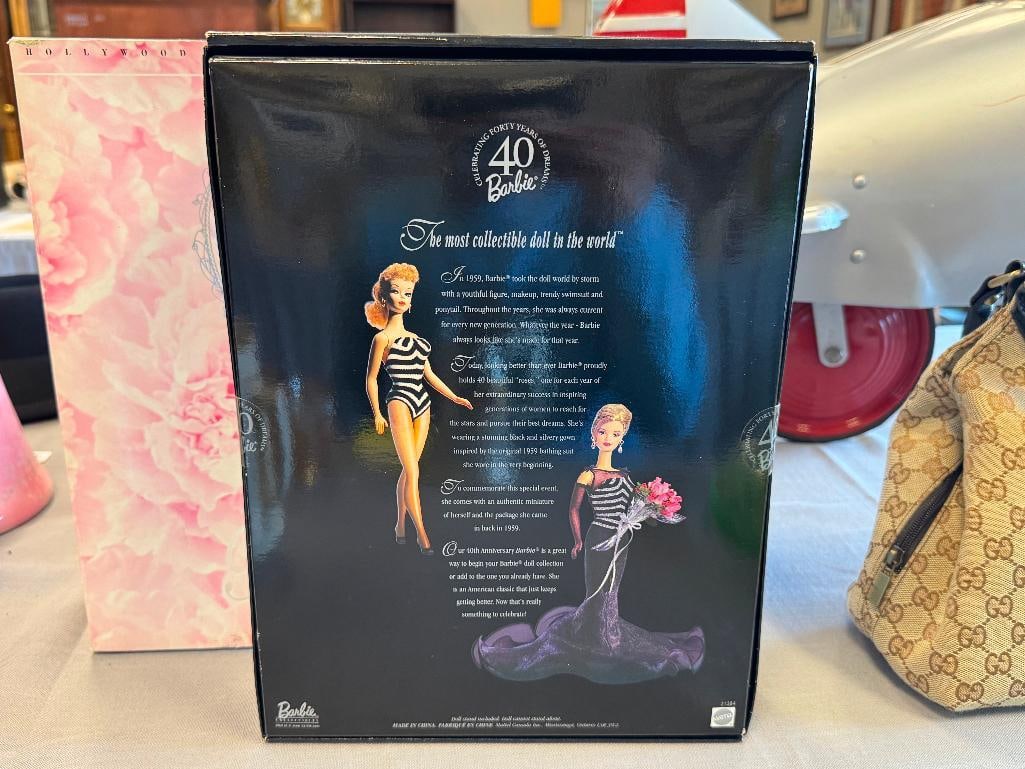 HOLLYWOOD
CELEBRATING FORTY YEARS OF DREAMS™
40
Barbie®
The most collectible doll in the world™
In 1959, Barbie® took the doll world by storm
with a youthful figure, makeup, trendy swimsuit and
ponytail. Throughout the years, she was always current
for every new generation. Whatever the year - Barbie
always looks like she's made for that year.
Today, looking better than ever Barbie® proudly
holds 40 beautiful "roses," one for each year of
her extraordinary success in inspiring
generations of women to reach for
the stars and pursue their best dreams. She's
wearing a stunning black and silvery gown
inspired by the original 1959 bathing suit
she wore in the very beginning.
To commemorate this special event,
she comes with an authentic miniature
of herself and the package she came
in back in 1959.
Our 40th Anniversary Barbie® is a great
way to begin your Barbie® doll collection
or add to the one you already have. She
is an American classic that just keeps
getting better. Now that's really
something to celebrate!
Barbie
COLLECTIBLES
Doll stand included. Doll cannot stand alone.
MADE IN CHINA. FABRIQUÉ EN CHINE. Mattel Canada Inc., Mississauga, Ontario L5R 3W2.
21384